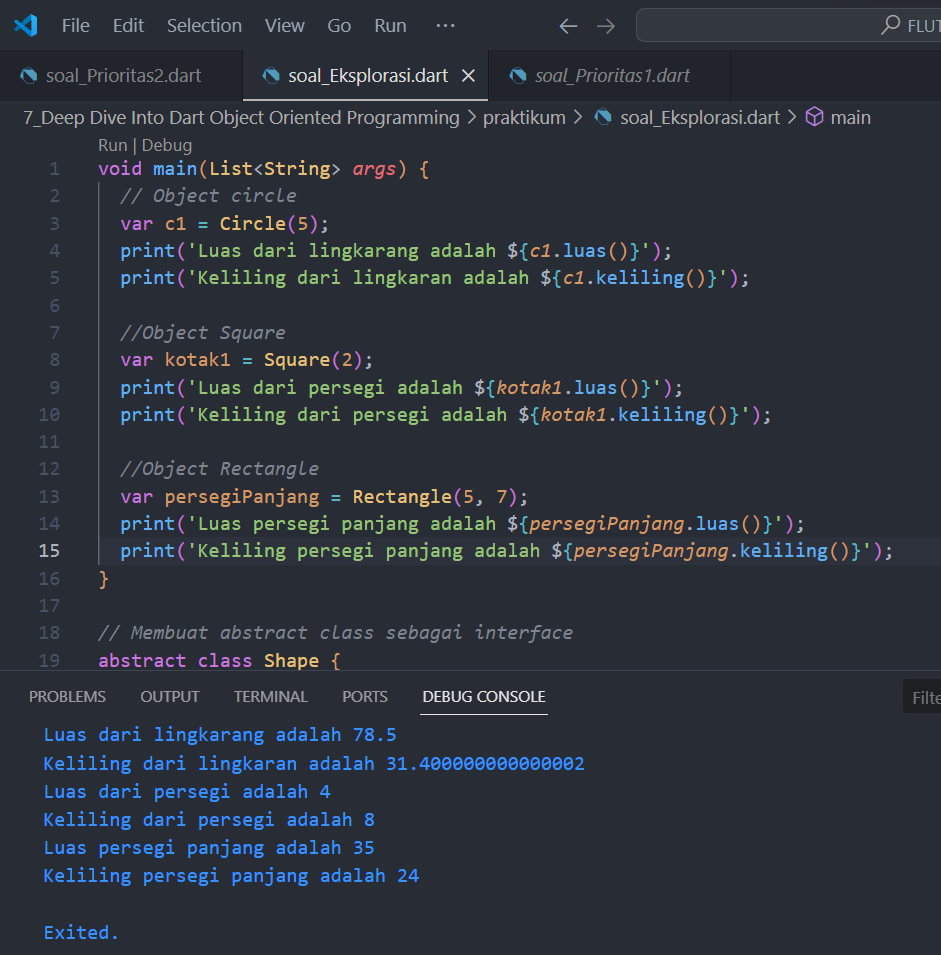 File Edit Selection View Go Run ··· ← → FLUT
soal_Prioritas2.dart soal_Eksplorasi.dart × soal_Prioritas1.dart
7_Deep Dive Into Dart Object Oriented Programming > praktikum > soal_Eksplorasi.dart > main
Run | Debug
1 void main(List<String> args) {
2 // Object circle
3 var c1 = Circle(5);
4 print('Luas dari lingkarang adalah ${c1.luas()}');
5 print('Keliling dari lingkaran adalah ${c1.keliling()}');
6
7 //Object Square
8 var kotak1 = Square(2);
9 print('Luas dari persegi adalah ${kotak1.luas()}');
10 print('Keliling dari persegi adalah ${kotak1.keliling()}');
11
12 //Object Rectangle
13 var persegiPanjang = Rectangle(5, 7);
14 print('Luas persegi panjang adalah ${persegiPanjang.luas()}');
15 print('Keliling persegi panjang adalah ${persegiPanjang.keliling()}');
16 }
17
18 // Membuat abstract class sebagai interface
19 abstract class Shape {
PROBLEMS OUTPUT TERMINAL PORTS DEBUG CONSOLE Filte
Luas dari lingkarang adalah 78.5
Keliling dari lingkaran adalah 31.400000000000002
Luas dari persegi adalah 4
Keliling dari persegi adalah 8
Luas persegi panjang adalah 35
Keliling persegi panjang adalah 24
Exited.